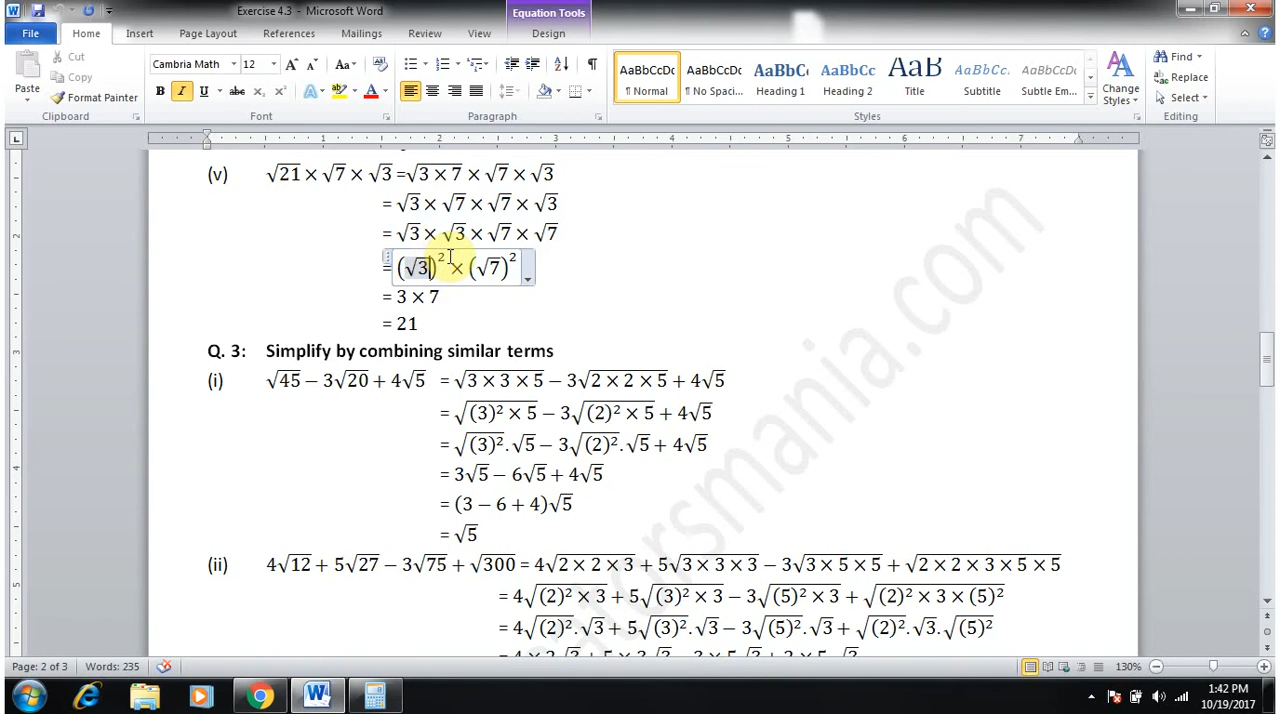 Exercise 4.3 - Microsoft Word
Equation Tools
File Home Insert Page Layout References Mailings Review View Design
Paste
Cut
Copy
Format Painter
Clipboard
Cambria Math 12
Font
Paragraph
AaBbCcDc AaBbCcDc AaBbC AaBbCc AaB AaBbCc. AaBbCcDc
¶ Normal ¶ No Spaci... Heading 1 Heading 2 Title Subtitle Subtle Em...
Styles
Change Styles
Find
Replace
Select
Editing
(v) √21 × √7 × √3 =√(3 × 7) × √7 × √3
= √3 × √7 × √7 × √3
= √3 × √3 × √7 × √7
= (√3)² × (√7)²
= 3 × 7
= 21
Q. 3: Simplify by combining similar terms
(i) √45 − 3√20 + 4√5 = √(3 × 3 × 5) − 3√(2 × 2 × 5) + 4√5
= √((3)² × 5) − 3√((2)² × 5) + 4√5
= √(3)².√5 − 3√(2)².√5 + 4√5
= 3√5 − 6√5 + 4√5
= (3 − 6 + 4)√5
= √5
(ii) 4√12 + 5√27 − 3√75 + √300 = 4√(2 × 2 × 3) + 5√(3 × 3 × 3) − 3√(3 × 5 × 5) + √(2 × 2 × 3 × 5 × 5)
= 4√((2)² × 3) + 5√((3)² × 3) − 3√((5)² × 3) + √((2)² × 3 × (5)²)
= 4√(2)².√3 + 5√(3)².√3 − 3√(5)².√3 + √(2)².√3.√(5)²
Page: 2 of 3 Words: 235 130%
1:42 PM
10/19/2017